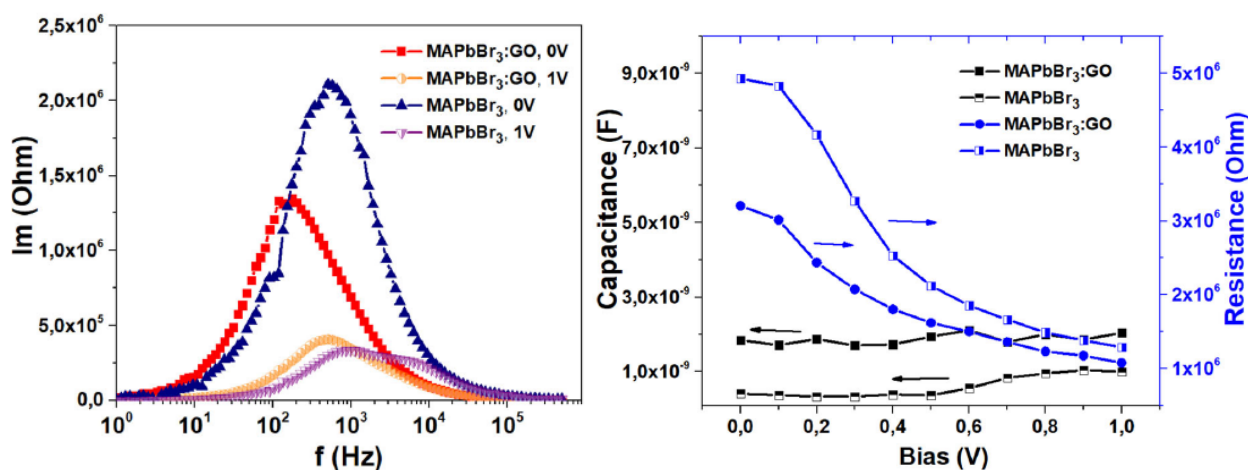 2,5x10⁶
2,0x10⁶
1,5x10⁶
1,0x10⁶
5,0x10⁵
0,0
Im (Ohm)
MAPbBr₃:GO, 0V
MAPbBr₃:GO, 1V
MAPbBr₃, 0V
MAPbBr₃, 1V
10⁰ 10¹ 10² 10³ 10⁴ 10⁵
f (Hz)
9,0x10⁻⁹
7,0x10⁻⁹
5,0x10⁻⁹
3,0x10⁻⁹
1,0x10⁻⁹
Capacitance (F)
MAPbBr₃:GO
MAPbBr₃
MAPbBr₃:GO
MAPbBr₃
5x10⁶
4x10⁶
3x10⁶
2x10⁶
1x10⁶
Resistance (Ohm)
0,0 0,2 0,4 0,6 0,8 1,0
Bias (V)